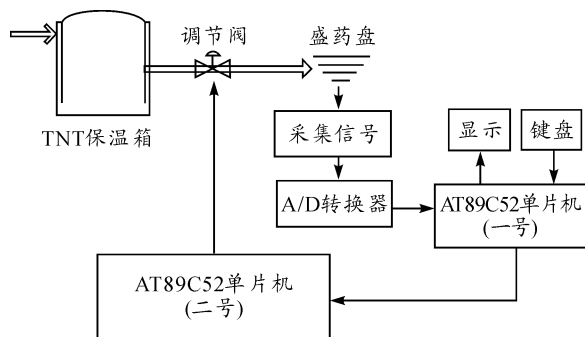 调节阀
盛药盘
TNT保温箱
采集信号
显示
键盘
A/D转换器
AT89C52单片机
(一号)
AT89C52单片机
(二号)